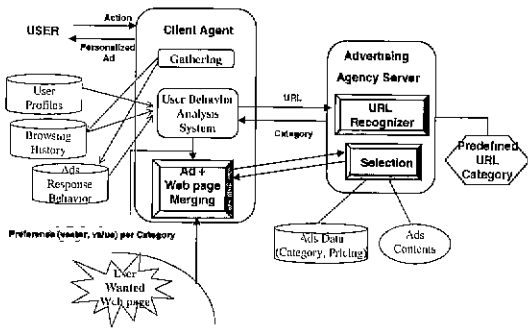 USER
Action
Personalized
Ad
Client Agent
Gathering
User
Profiles
Browsing
History
Ads
Response
Behavior
User Behavior
Analysis
System
Ad +
Web page
Merging
URL
Category
Advertising
Agency Server
URL
Recognizer
Selection
Predefined
URL
Category
Ads Data
(Category, Pricing)
Ads
Contents
Preference (vector, value) per Category
User
Wanted
Web page